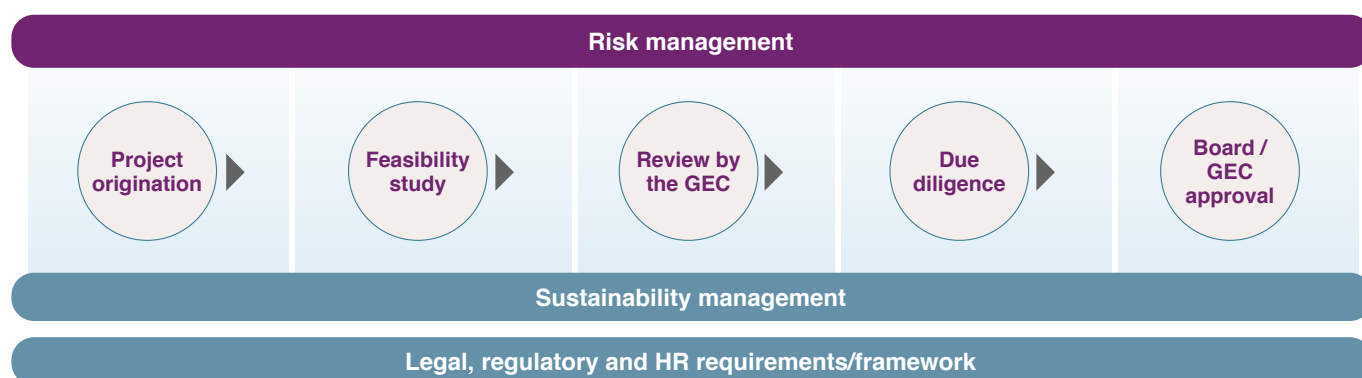 Risk management
Project
origination
Feasibility
study
Review by
the GEC
Due
diligence
Board /
GEC
approval
Sustainability management
Legal, regulatory and HR requirements/framework